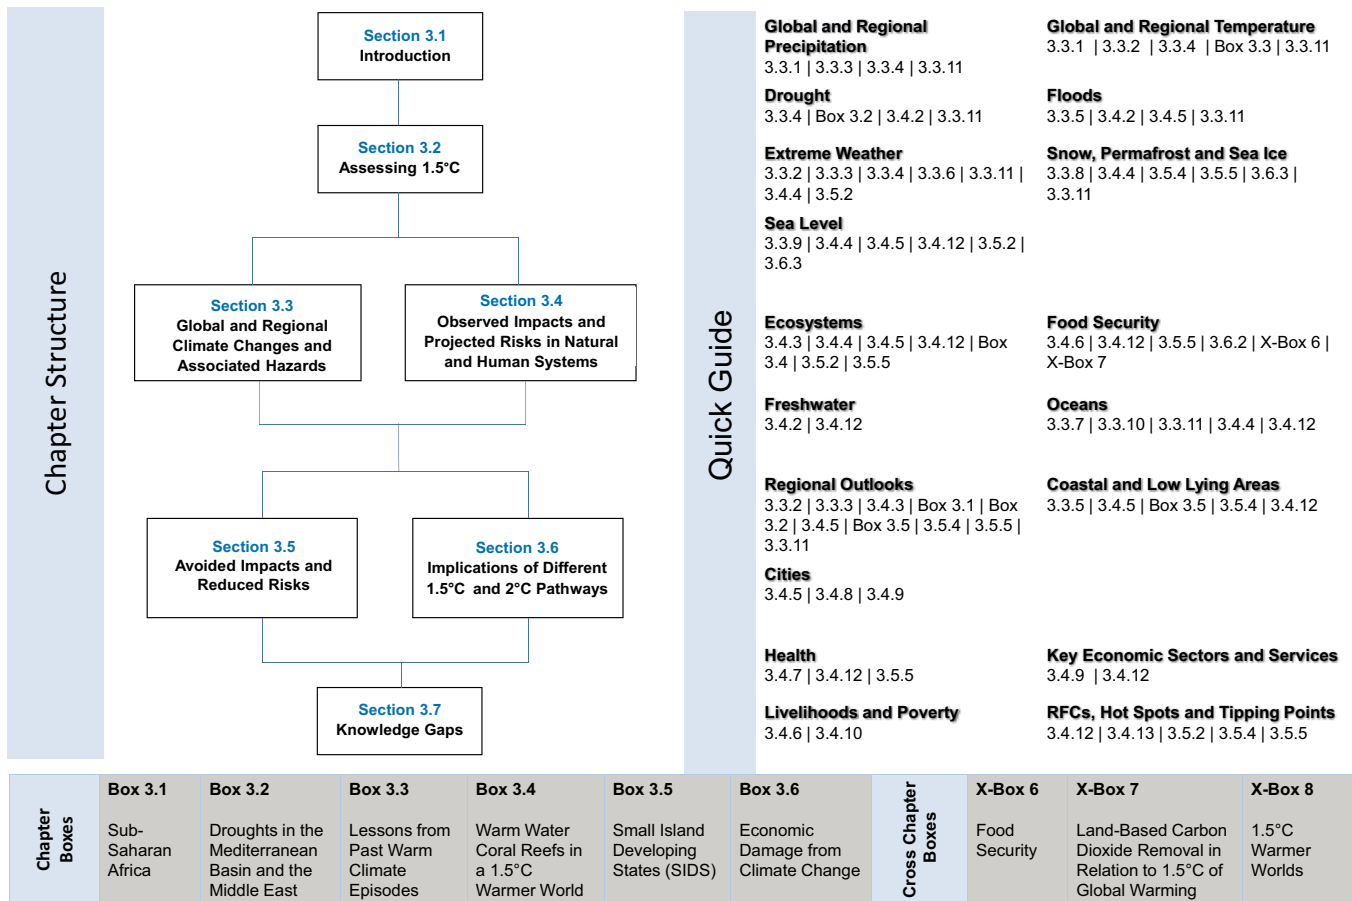 Chapter Structure
Section 3.1
Introduction
Section 3.2
Assessing 1.5°C
Section 3.3
Global and Regional
Climate Changes and
Associated Hazards
Section 3.4
Observed Impacts and
Projected Risks in Natural
and Human Systems
Section 3.5
Avoided Impacts and
Reduced Risks
Section 3.6
Implications of Different
1.5°C and 2°C Pathways
Section 3.7
Knowledge Gaps
Quick Guide
Global and Regional
Precipitation
3.3.1 | 3.3.3 | 3.3.4 | 3.3.11
Global and Regional Temperature
3.3.1 | 3.3.2 | 3.3.4 | Box 3.3 | 3.3.11
Drought
3.3.4 | Box 3.2 | 3.4.2 | 3.3.11
Floods
3.3.5 | 3.4.2 | 3.4.5 | 3.3.11
Extreme Weather
3.3.2 | 3.3.3 | 3.3.4 | 3.3.6 | 3.3.11 |
3.4.4 | 3.5.2
Snow, Permafrost and Sea Ice
3.3.8 | 3.4.4 | 3.5.4 | 3.5.5 | 3.6.3 |
3.3.11
Sea Level
3.3.9 | 3.4.4 | 3.4.5 | 3.4.12 | 3.5.2 |
3.6.3
Ecosystems
3.4.3 | 3.4.4 | 3.4.5 | 3.4.12 | Box
3.4 | 3.5.2 | 3.5.5
Food Security
3.4.6 | 3.4.12 | 3.5.5 | 3.6.2 | X-Box 6 |
X-Box 7
Freshwater
3.4.2 | 3.4.12
Oceans
3.3.7 | 3.3.10 | 3.3.11 | 3.4.4 | 3.4.12
Regional Outlooks
3.3.2 | 3.3.3 | 3.4.3 | Box 3.1 | Box
3.2 | 3.4.5 | Box 3.5 | 3.5.4 | 3.5.5 |
3.3.11
Coastal and Low Lying Areas
3.3.5 | 3.4.5 | Box 3.5 | 3.5.4 | 3.4.12
Cities
3.4.5 | 3.4.8 | 3.4.9
Health
3.4.7 | 3.4.12 | 3.5.5
Key Economic Sectors and Services
3.4.9 | 3.4.12
Livelihoods and Poverty
3.4.6 | 3.4.10
RFCs, Hot Spots and Tipping Points
3.4.12 | 3.4.13 | 3.5.2 | 3.5.4 | 3.5.5
Chapter
Boxes
Box 3.1
Sub-
Saharan
Africa
Box 3.2
Droughts in the
Mediterranean
Basin and the
Middle East
Box 3.3
Lessons from
Past Warm
Climate
Episodes
Box 3.4
Warm Water
Coral Reefs in
a 1.5°C
Warmer World
Box 3.5
Small Island
Developing
States (SIDS)
Box 3.6
Economic
Damage from
Climate Change
Cross Chapter
Boxes
X-Box 6
Food
Security
X-Box 7
Land-Based Carbon
Dioxide Removal in
Relation to 1.5°C of
Global Warming
X-Box 8
1.5°C
Warmer
Worlds